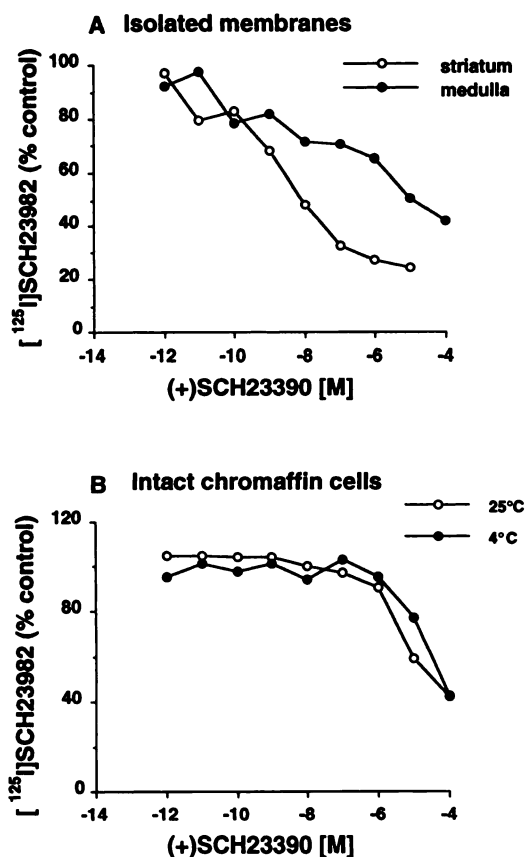 A Isolated membranes
striatum
medulla
[ ¹²⁵I]SCH23982 (% control)
100
80
60
40
20
0
-14 -12 -10 -8 -6 -4
(+)SCH23390 [M]
B Intact chromaffin cells
25°C
4°C
[ ¹²⁵I]SCH23982 (% control)
120
80
40
0
-14 -12 -10 -8 -6 -4
(+)SCH23390 [M]